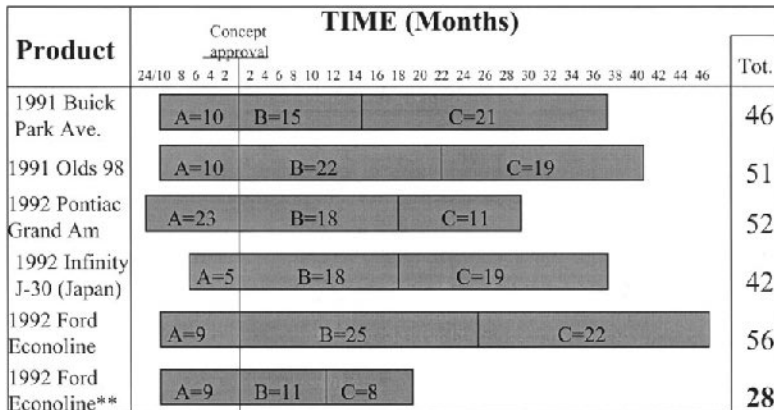 TIME (Months)
Concept
approval
Product
24/10 8 6 4 2 2 4 6 8 10 12 14 16 18 20 22 24 26 28 30 32 34 36 38 40 42 44 46
Tot.
1991 Buick
Park Ave.
A=10 B=15 C=21
46
1991 Olds 98
A=10 B=22 C=19
51
1992 Pontiac
Grand Am
A=23 B=18 C=11
52
1992 Infinity
J-30 (Japan)
A=5 B=18 C=19
42
1992 Ford
Econoline
A=9 B=25 C=22
56
1992 Ford
Econoline**
A=9 B=11 C=8
28